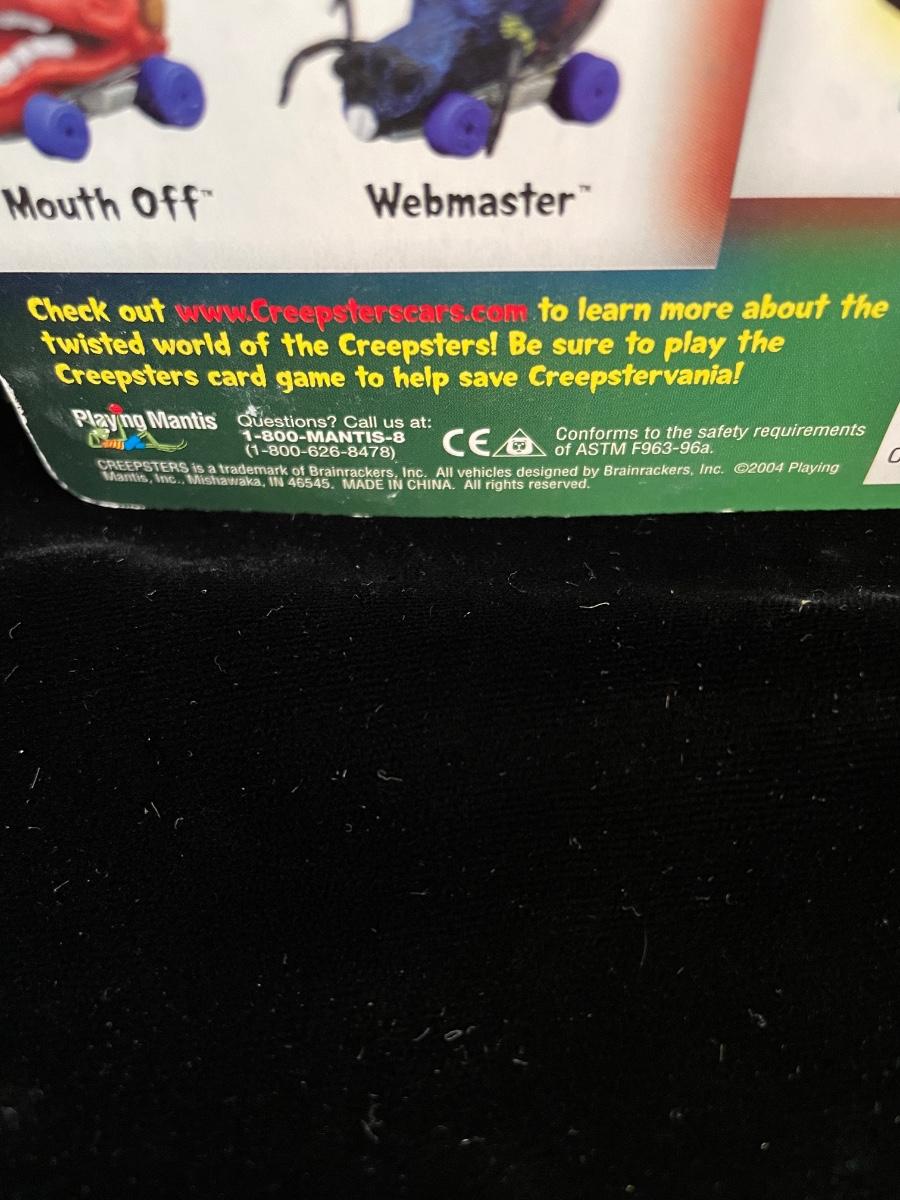 Mouth Off™
Webmaster™
Check out www.Creepsterscars.com to learn more about the
twisted world of the Creepsters! Be sure to play the
Creepsters card game to help save Creepstervania!
Playing Mantis
Questions? Call us at:
1-800-MANTIS-8
(1-800-626-8478)
CE
Conforms to the safety requirements
of ASTM F963-96a.
CREEPSTERS is a trademark of Brainrackers, Inc. All vehicles designed by Brainrackers, Inc. ©2004 Playing
Mantis, Inc., Mishawaka, IN 46545. MADE IN CHINA. All rights reserved.